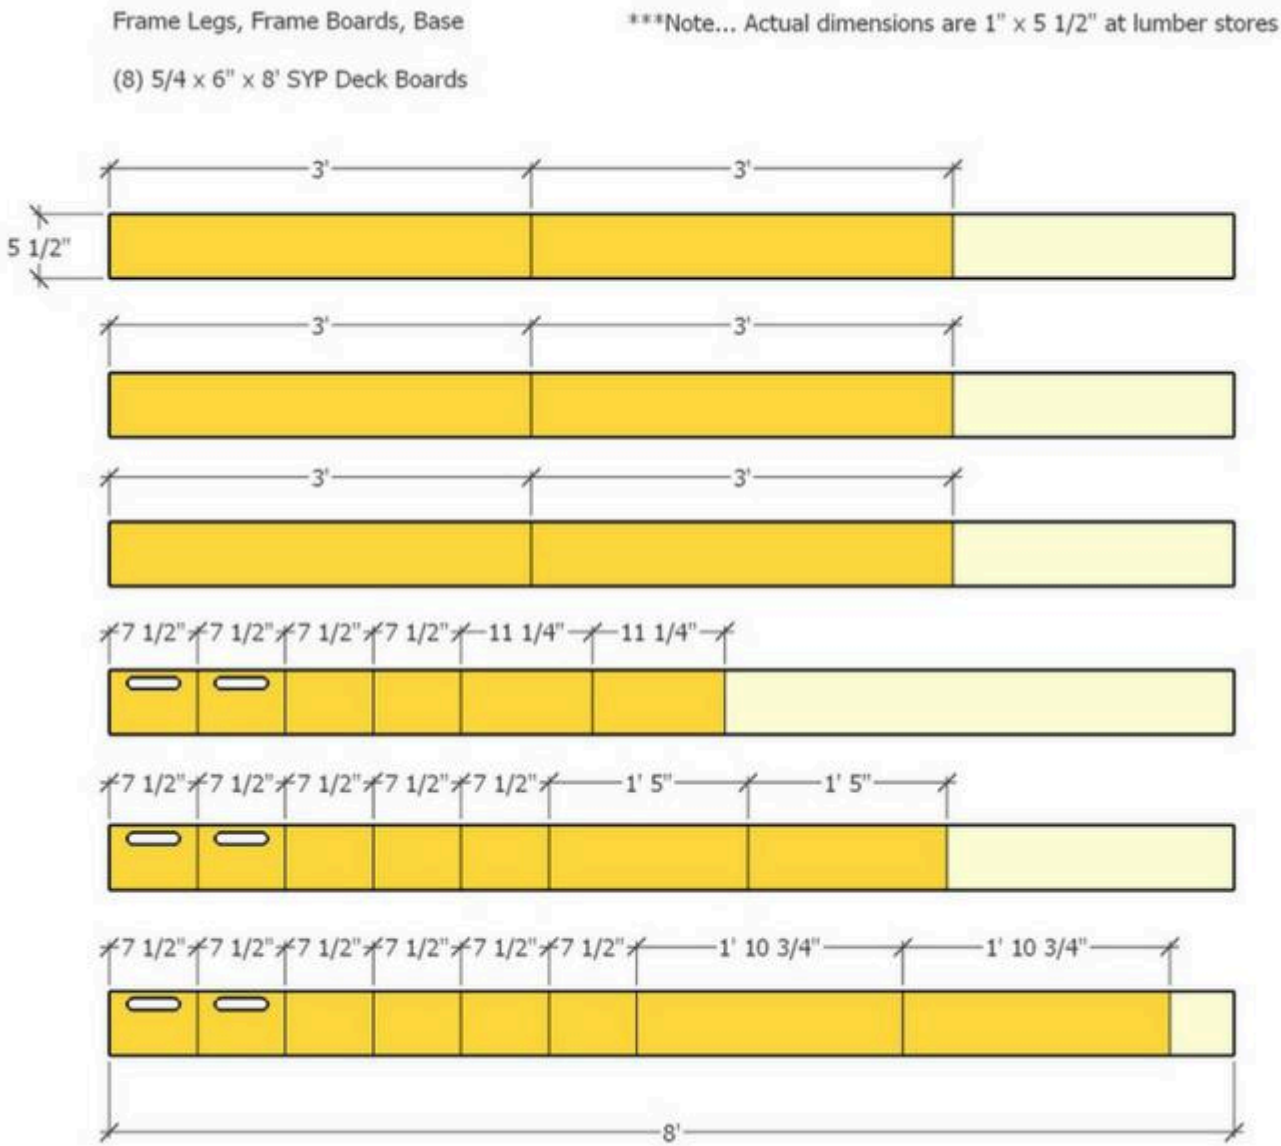 Frame Legs, Frame Boards, Base
***Note... Actual dimensions are 1" x 5 1/2" at lumber stores
(8) 5/4 x 6" x 8' SYP Deck Boards
3' 3'
5 1/2"
3' 3'
3' 3'
7 1/2" 7 1/2" 7 1/2" 7 1/2" 11 1/4" 11 1/4"
7 1/2" 7 1/2" 7 1/2" 7 1/2" 7 1/2" 1' 5" 1' 5"
7 1/2" 7 1/2" 7 1/2" 7 1/2" 7 1/2" 7 1/2" 1' 10 3/4" 1' 10 3/4"
8'